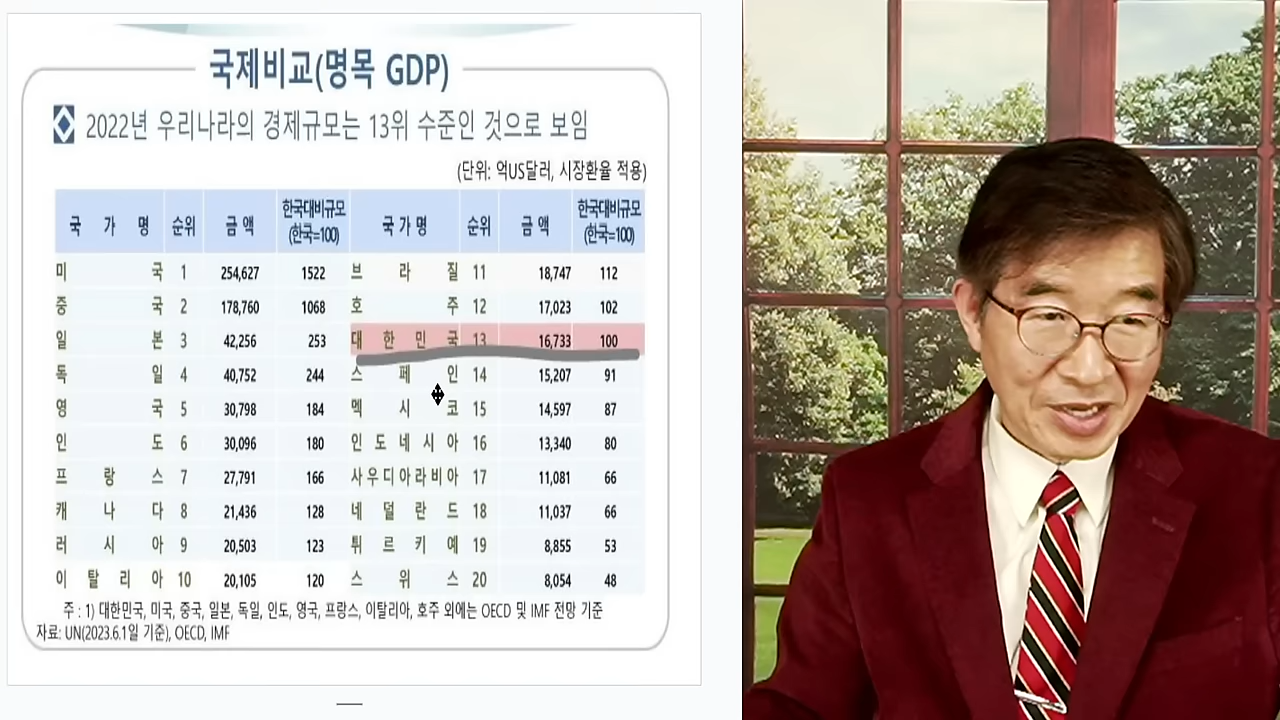 국제비교(명목 GDP)
2022년 우리나라의 경제규모는 13위 수준인 것으로 보임
(단위: 억US달러, 시장환율 적용)
국 가 명 순위 금 액 한국대비규모 (한국=100) 국 가 명 순위 금 액 한국대비규모 (한국=100)
미 국 1 254,627 1522 브 라 질 11 18,747 112
중 국 2 178,760 1068 호 주 12 17,023 102
일 본 3 42,256 253 대 한 민 국 13 16,733 100
독 일 4 40,752 244 스 페 인 14 15,207 91
영 국 5 30,798 184 멕 시 코 15 14,597 87
인 도 6 30,096 180 인 도 네 시 아 16 13,340 80
프 랑 스 7 27,791 166 사우디아라비아 17 11,081 66
캐 나 다 8 21,436 128 네 덜 란 드 18 11,037 66
러 시 아 9 20,503 123 튀 르 키 예 19 8,855 53
이 탈 리 아 10 20,105 120 스 위 스 20 8,054 48
주 : 1) 대한민국, 미국, 중국, 일본, 독일, 인도, 영국, 프랑스, 이탈리아, 호주 외에는 OECD 및 IMF 전망 기준
자료: UN(2023.6.1일 기준), OECD, IMF